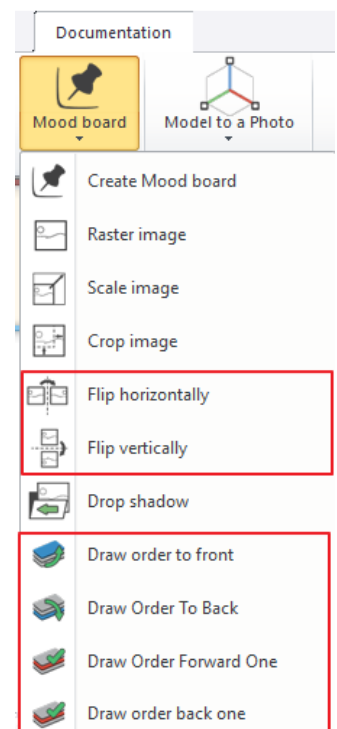 Documentation
Mood board
Model to a Photo
Create Mood board
Raster image
Scale image
Crop image
Flip horizontally
Flip vertically
Drop shadow
Draw order to front
Draw Order To Back
Draw Order Forward One
Draw order back one